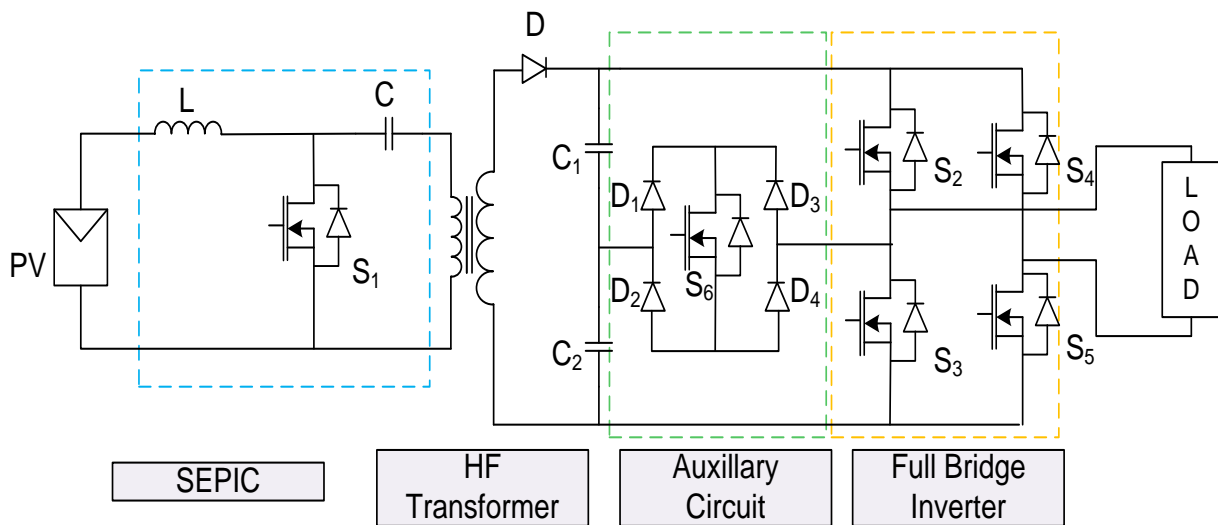 D
L
C
C₁
S₂
S₄
LOAD
D₁
D₃
PV
S₁
D₂
S₆
D₄
C₂
S₃
S₅
SEPIC
HF
Transformer
Auxillary
Circuit
Full Bridge
Inverter